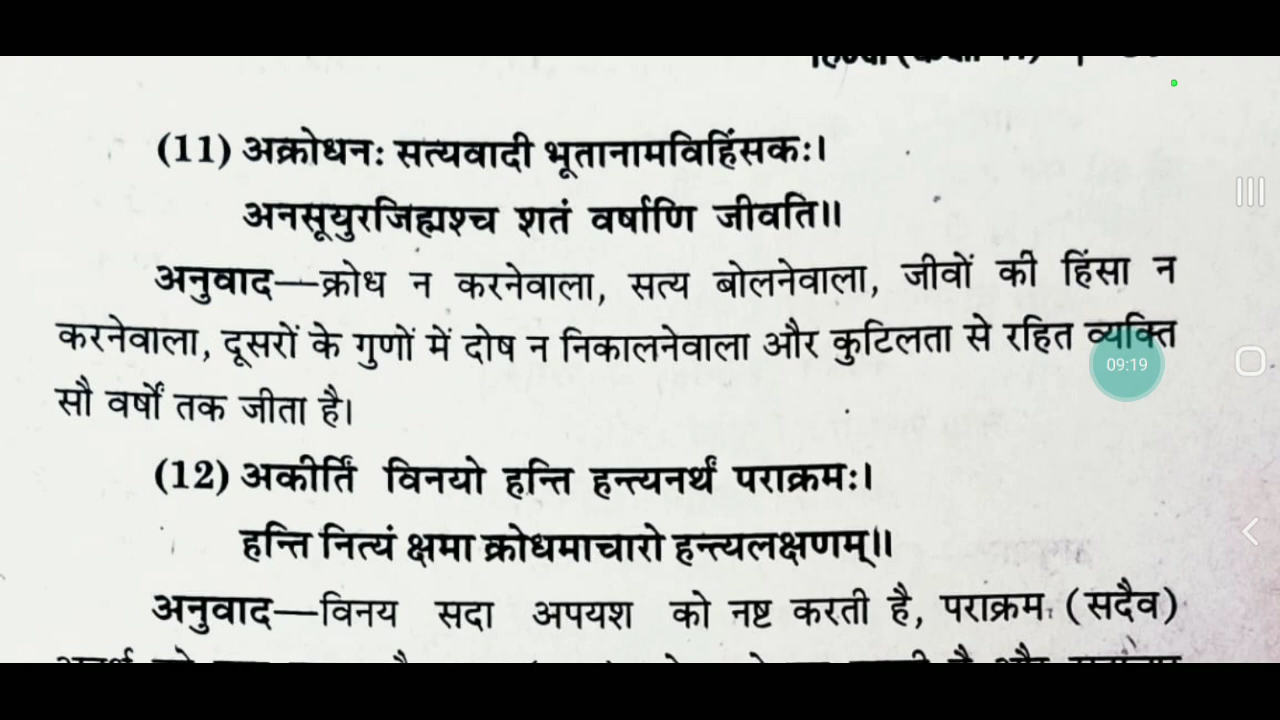 (11) अक्रोधनः सत्यवादी भूतानामविहिंसकः।
अनसूयुरजिह्मश्च शतं वर्षाणि जीवति॥
अनुवाद—क्रोध न करनेवाला, सत्य बोलनेवाला, जीवों की हिंसा न
करनेवाला, दूसरों के गुणों में दोष न निकालनेवाला और कुटिलता से रहित व्यक्ति
09:19
सौ वर्षों तक जीता है।
(12) अकीर्तिं विनयो हन्ति हन्त्यनर्थं पराक्रमः।
हन्ति नित्यं क्षमा क्रोधमाचारो हन्त्यलक्षणम्॥
अनुवाद—विनय सदा अपयश को नष्ट करती है, पराक्रम (सदैव)